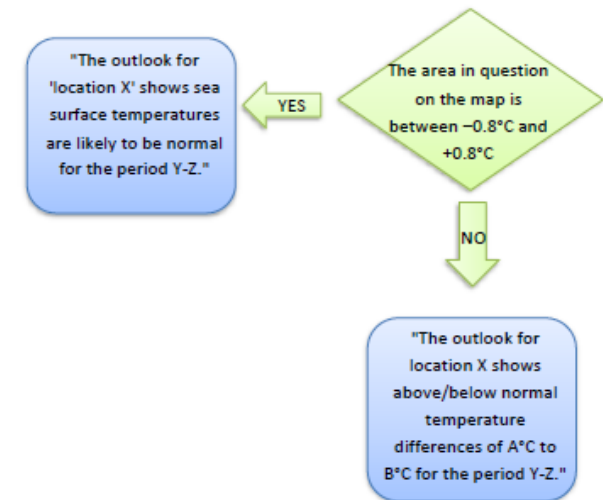 "The outlook for
'location X' shows sea
surface temperatures
are likely to be normal
for the period Y-Z."
YES
The area in question
on the map is
between –0.8°C and
+0.8°C
NO
"The outlook for
location X shows
above/below normal
temperature
differences of A°C to
B°C for the period Y-Z."